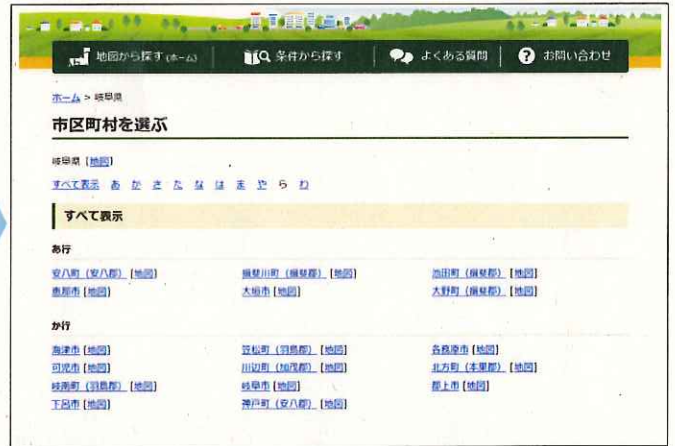 地図から探す(ホーム) 条件から探す よくある質問 お問い合わせ
ホーム > 岐阜県
市区町村を選ぶ
岐阜県 [地図]
すべて表示 あ か さ た な は ま や ら わ
すべて表示
あ行
安八町（安八郡） [地図] 揖斐川町（揖斐郡） [地図] 池田町（揖斐郡） [地図]
恵那市 [地図] 大垣市 [地図] 大野町（揖斐郡） [地図]
か行
海津市 [地図] 笠松町（羽島郡） [地図] 各務原市 [地図]
可児市 [地図] 川辺町（加茂郡） [地図] 北方町（本巣郡） [地図]
岐南町（羽島郡） [地図] 岐阜市 [地図] 郡上市 [地図]
下呂市 [地図] 神戸町（安八郡） [地図]